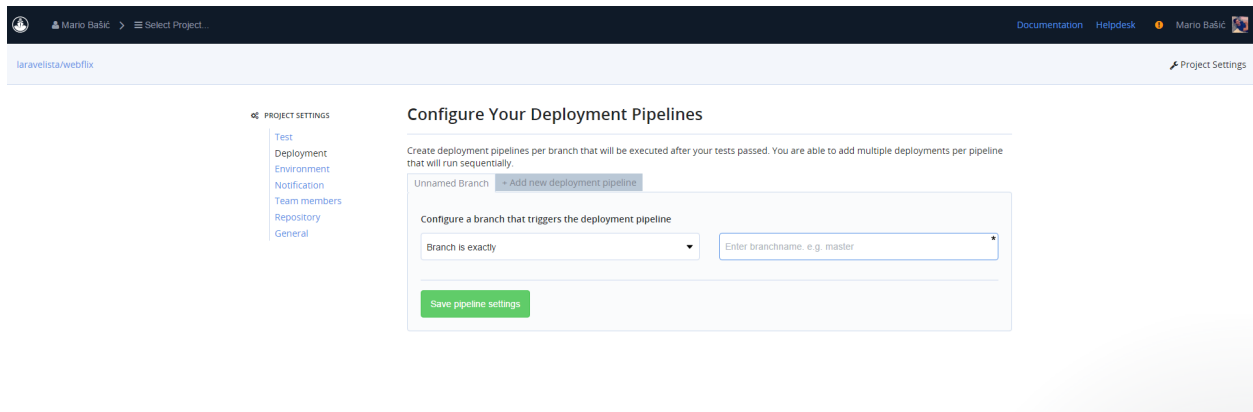 Mario Bašić > Select Project... Documentation Helpdesk Mario Bašić
laravelista/webflix Project Settings
PROJECT SETTINGS
Test
Deployment
Environment
Notification
Team members
Repository
General
Configure Your Deployment Pipelines
Create deployment pipelines per branch that will be executed after your tests passed. You are able to add multiple deployments per pipeline
that will run sequentially.
Unnamed Branch + Add new deployment pipeline
Configure a branch that triggers the deployment pipeline
Branch is exactly Enter branchname. e.g. master *
Save pipeline settings